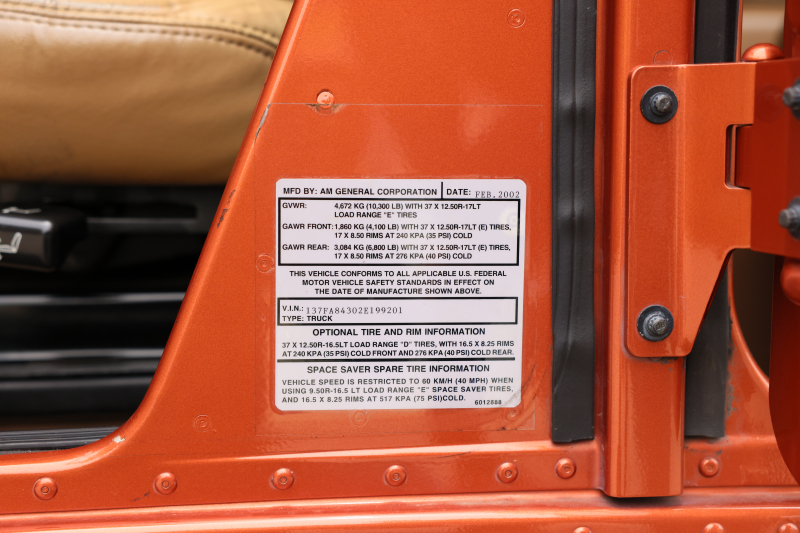 MFD BY: AM GENERAL CORPORATION DATE: FEB. 2002
GVWR: 4,672 KG (10,300 LB) WITH 37 X 12.50R-17LT
LOAD RANGE "E" TIRES
GAWR FRONT: 1,860 KG (4,100 LB) WITH 37 X 12.50R-17LT (E) TIRES,
17 X 8.50 RIMS AT 240 KPA (35 PSI) COLD
GAWR REAR: 3,084 KG (6,800 LB) WITH 37 X 12.50R-17LT (E) TIRES,
17 X 8.50 RIMS AT 276 KPA (40 PSI) COLD
THIS VEHICLE CONFORMS TO ALL APPLICABLE U.S. FEDERAL
MOTOR VEHICLE SAFETY STANDARDS IN EFFECT ON
THE DATE OF MANUFACTURE SHOWN ABOVE.
V.I.N.: 137FA84302E199201
TYPE: TRUCK
OPTIONAL TIRE AND RIM INFORMATION
37 X 12.50R-16.5LT LOAD RANGE "D" TIRES, WITH 16.5 X 8.25 RIMS
AT 240 KPA (35 PSI) COLD FRONT AND 276 KPA (40 PSI) COLD REAR.
SPACE SAVER SPARE TIRE INFORMATION
VEHICLE SPEED IS RESTRICTED TO 60 KM/H (40 MPH) WHEN
USING 9.50R-16.5 LT LOAD RANGE "E" SPACE SAVER TIRES,
AND 16.5 X 8.25 RIMS AT 517 KPA (75 PSI)COLD.
6012888